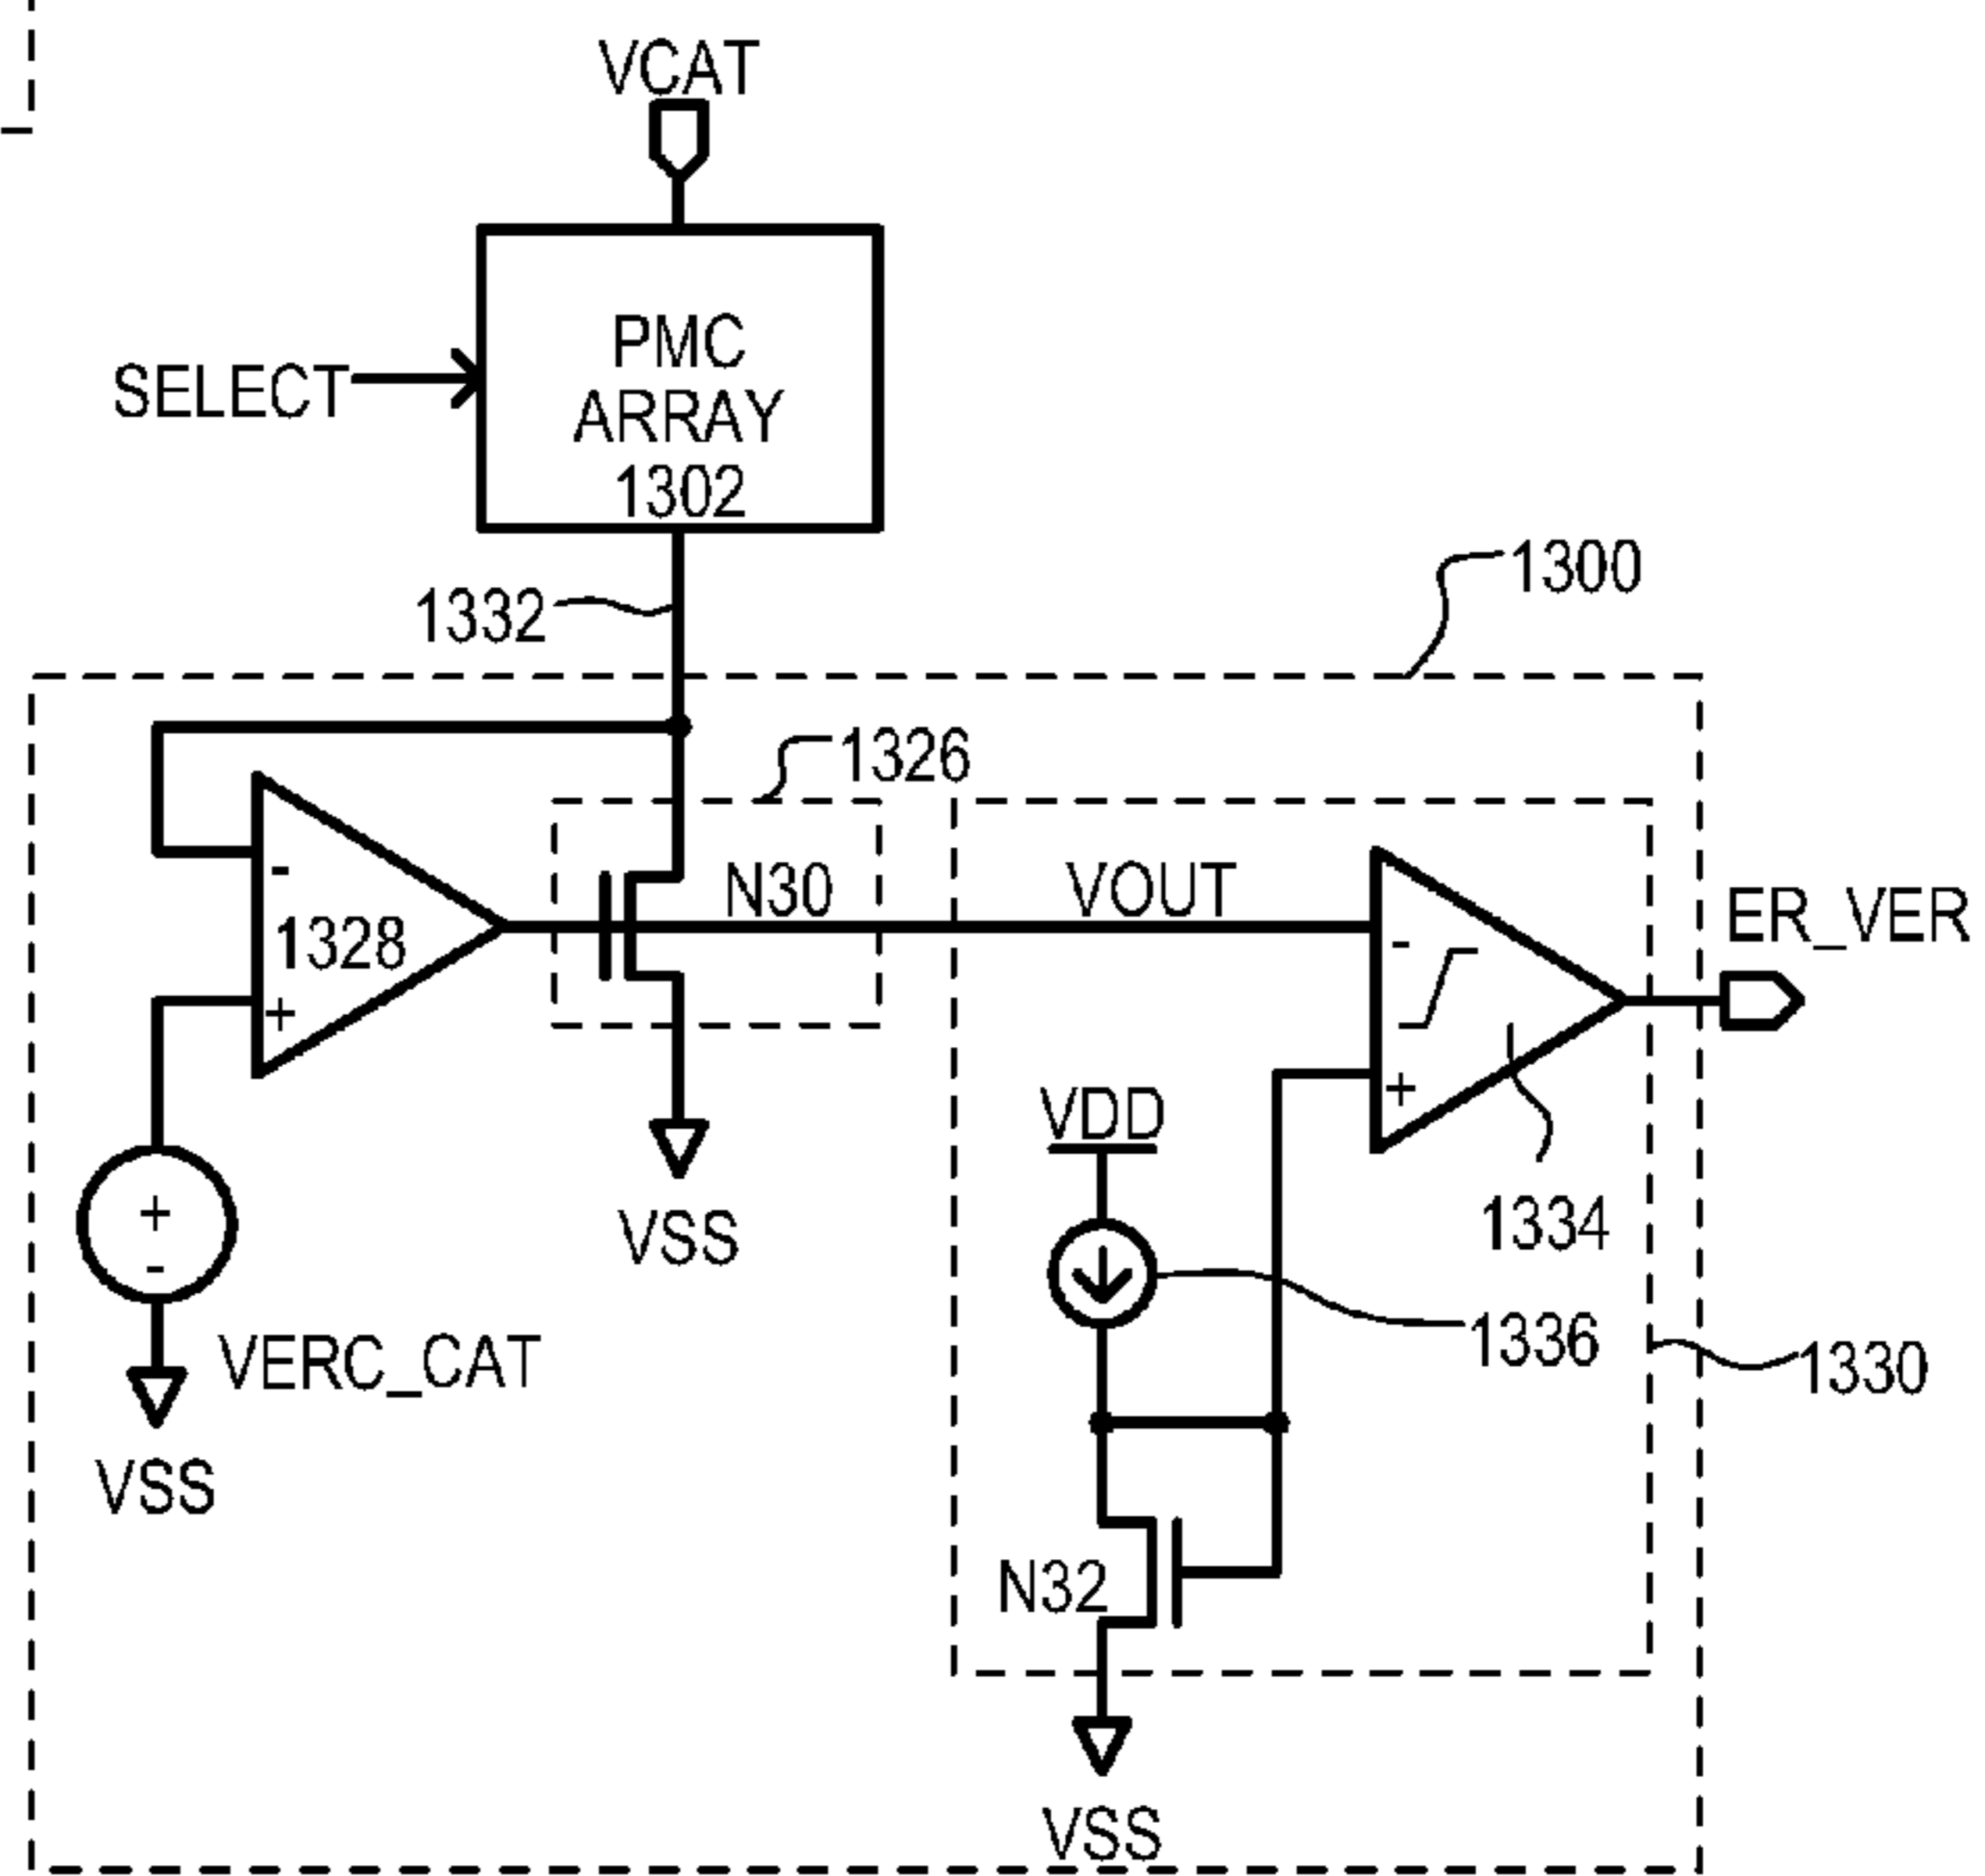 VCAT
SELECT
PMC
ARRAY
1302
1332
1300
1326
N30
VOUT
ER_VER
-
1328
+
-
+
VDD
1334
+
-
VSS
1336
1330
VERC_CAT
VSS
N32
VSS